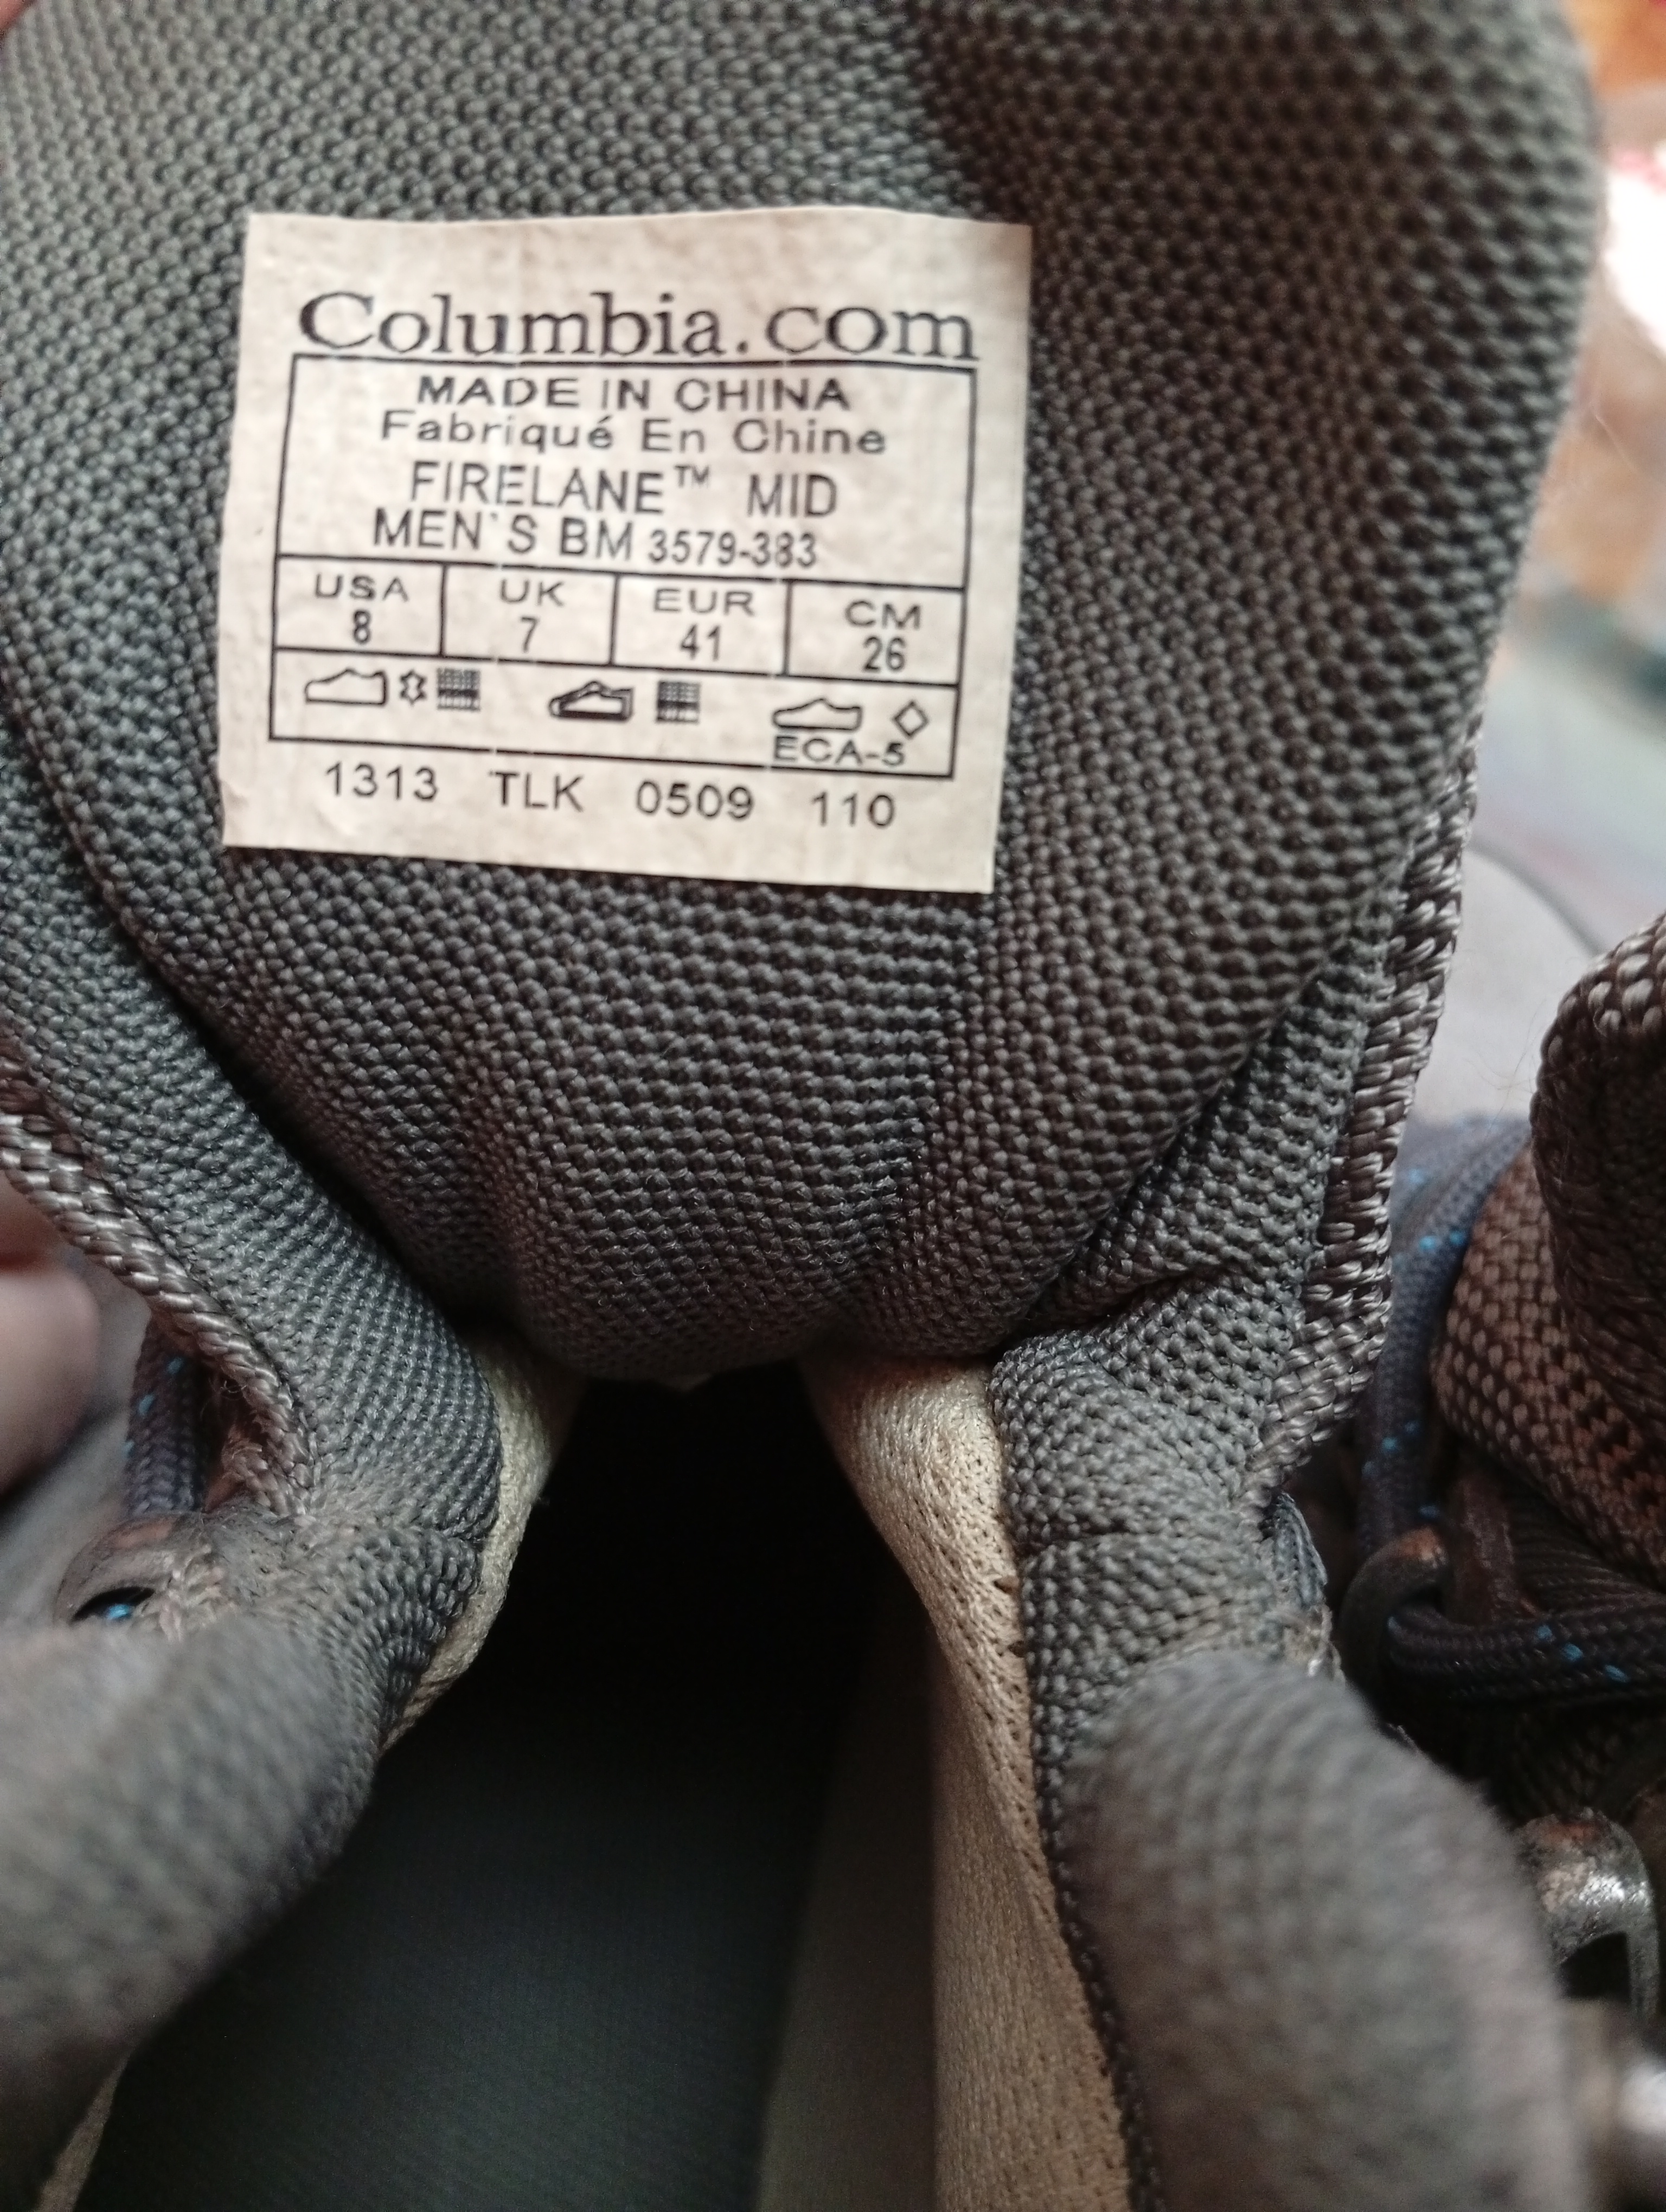 Columbia.com
MADE IN CHINA
Fabriqué En Chine
FIRELANE™ MID
MEN'S BM 3579-383
USA UK EUR CM
8 7 41 26
ECA-5
1313 TLK 0509 110